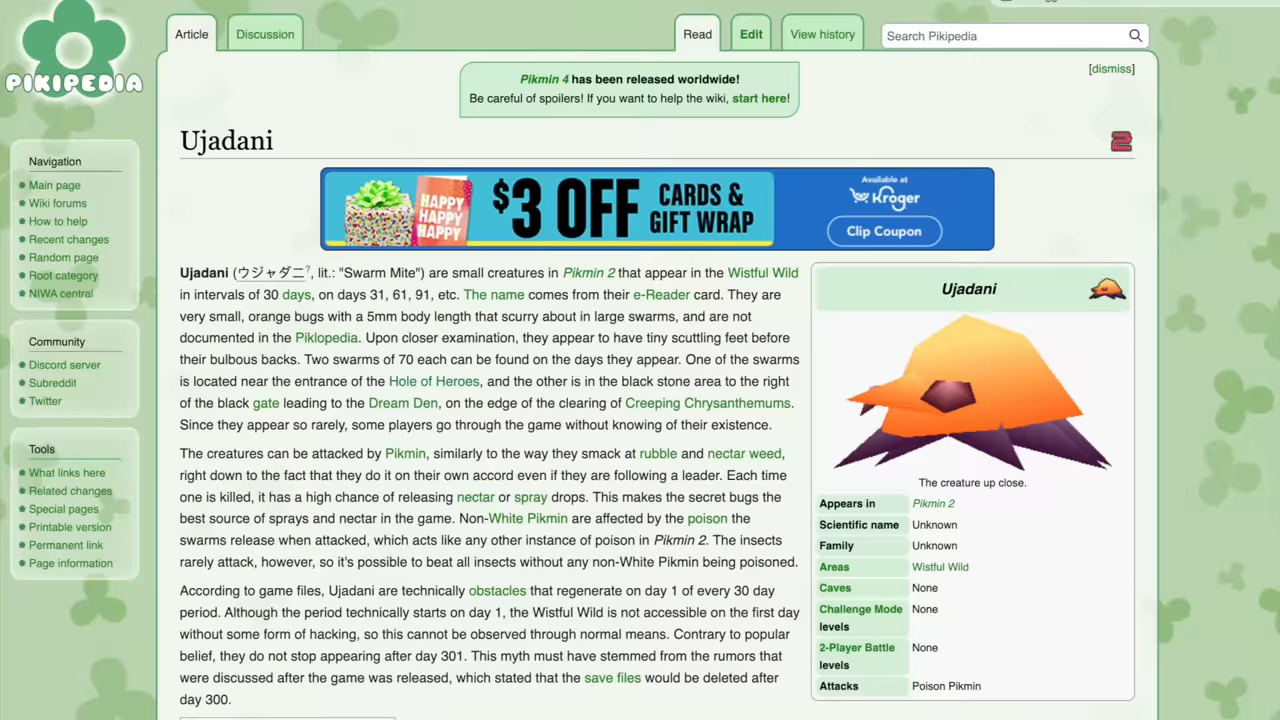 PIKIPEDIA
Article
Discussion
Read
Edit
View history
Search Pikipedia
Pikmin 4 has been released worldwide!
Be careful of spoilers! If you want to help the wiki, start here!
[dismiss]
Ujadani
2
HAPPY
HAPPY
HAPPY
$3 OFF
CARDS &
GIFT WRAP
Available at
Kroger
Clip Coupon
Navigation
Main page
Wiki forums
How to help
Recent changes
Random page
Root category
NIWA central
Community
Discord server
Subreddit
Twitter
Tools
What links here
Related changes
Special pages
Printable version
Permanent link
Page information
Ujadani (ウジャダニ?, lit.: "Swarm Mite") are small creatures in Pikmin 2 that appear in the Wistful Wild
in intervals of 30 days, on days 31, 61, 91, etc. The name comes from their e-Reader card. They are
very small, orange bugs with a 5mm body length that scurry about in large swarms, and are not
documented in the Piklopedia. Upon closer examination, they appear to have tiny scuttling feet before
their bulbous backs. Two swarms of 70 each can be found on the days they appear. One of the swarms
is located near the entrance of the Hole of Heroes, and the other is in the black stone area to the right
of the black gate leading to the Dream Den, on the edge of the clearing of Creeping Chrysanthemums.
Since they appear so rarely, some players go through the game without knowing of their existence.
The creatures can be attacked by Pikmin, similarly to the way they smack at rubble and nectar weed,
right down to the fact that they do it on their own accord even if they are following a leader. Each time
one is killed, it has a high chance of releasing nectar or spray drops. This makes the secret bugs the
best source of sprays and nectar in the game. Non-White Pikmin are affected by the poison the
swarms release when attacked, which acts like any other instance of poison in Pikmin 2. The insects
rarely attack, however, so it's possible to beat all insects without any non-White Pikmin being poisoned.
According to game files, Ujadani are technically obstacles that regenerate on day 1 of every 30 day
period. Although the period technically starts on day 1, the Wistful Wild is not accessible on the first day
without some form of hacking, so this cannot be observed through normal means. Contrary to popular
belief, they do not stop appearing after day 301. This myth must have stemmed from the rumors that
were discussed after the game was released, which stated that the save files would be deleted after
day 300.
Ujadani
The creature up close.
Appears in Pikmin 2
Scientific name Unknown
Family Unknown
Areas Wistful Wild
Caves None
Challenge Mode None
levels
2-Player Battle None
levels
Attacks Poison Pikmin